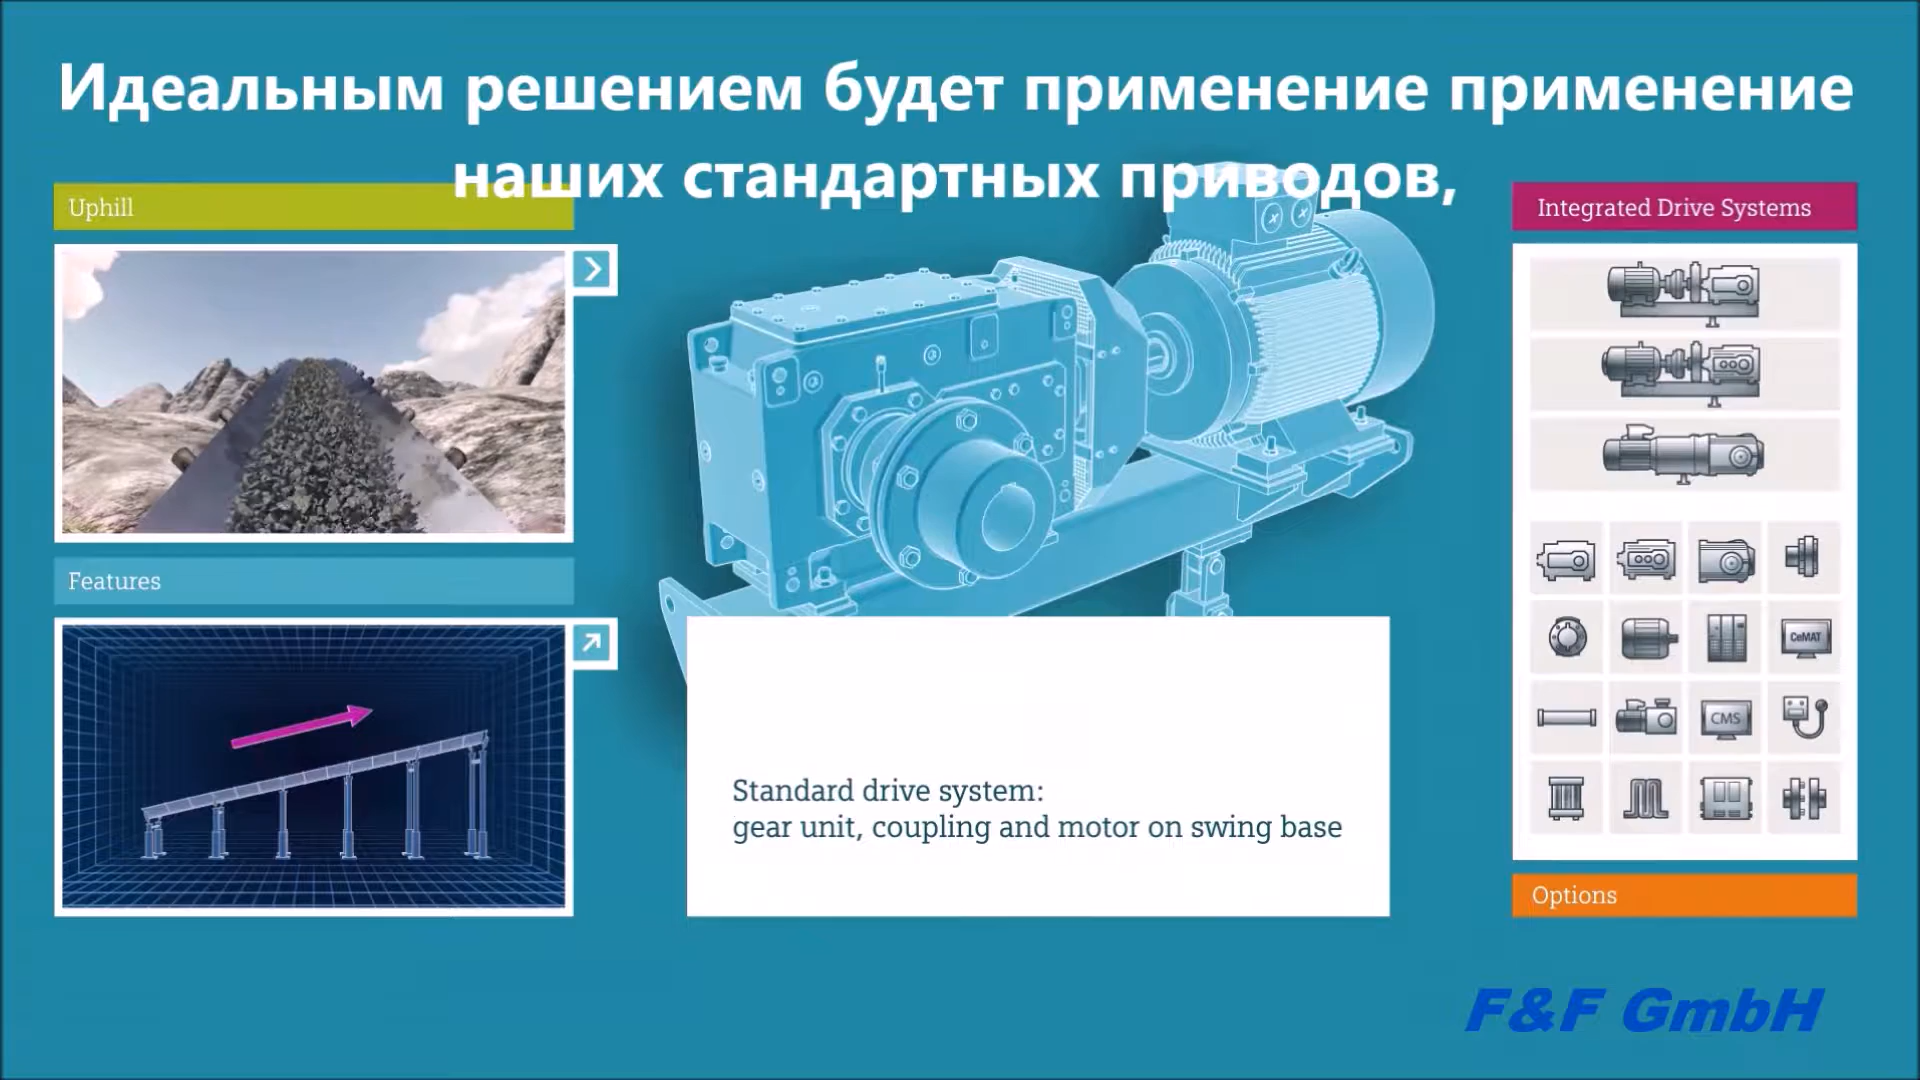 Идеальным решением будет применение применение
наших стандартных приводов,
Uphill
Integrated Drive Systems
Features
CeMAT
CMS
Standard drive system:
gear unit, coupling and motor on swing base
Options
F&F GmbH